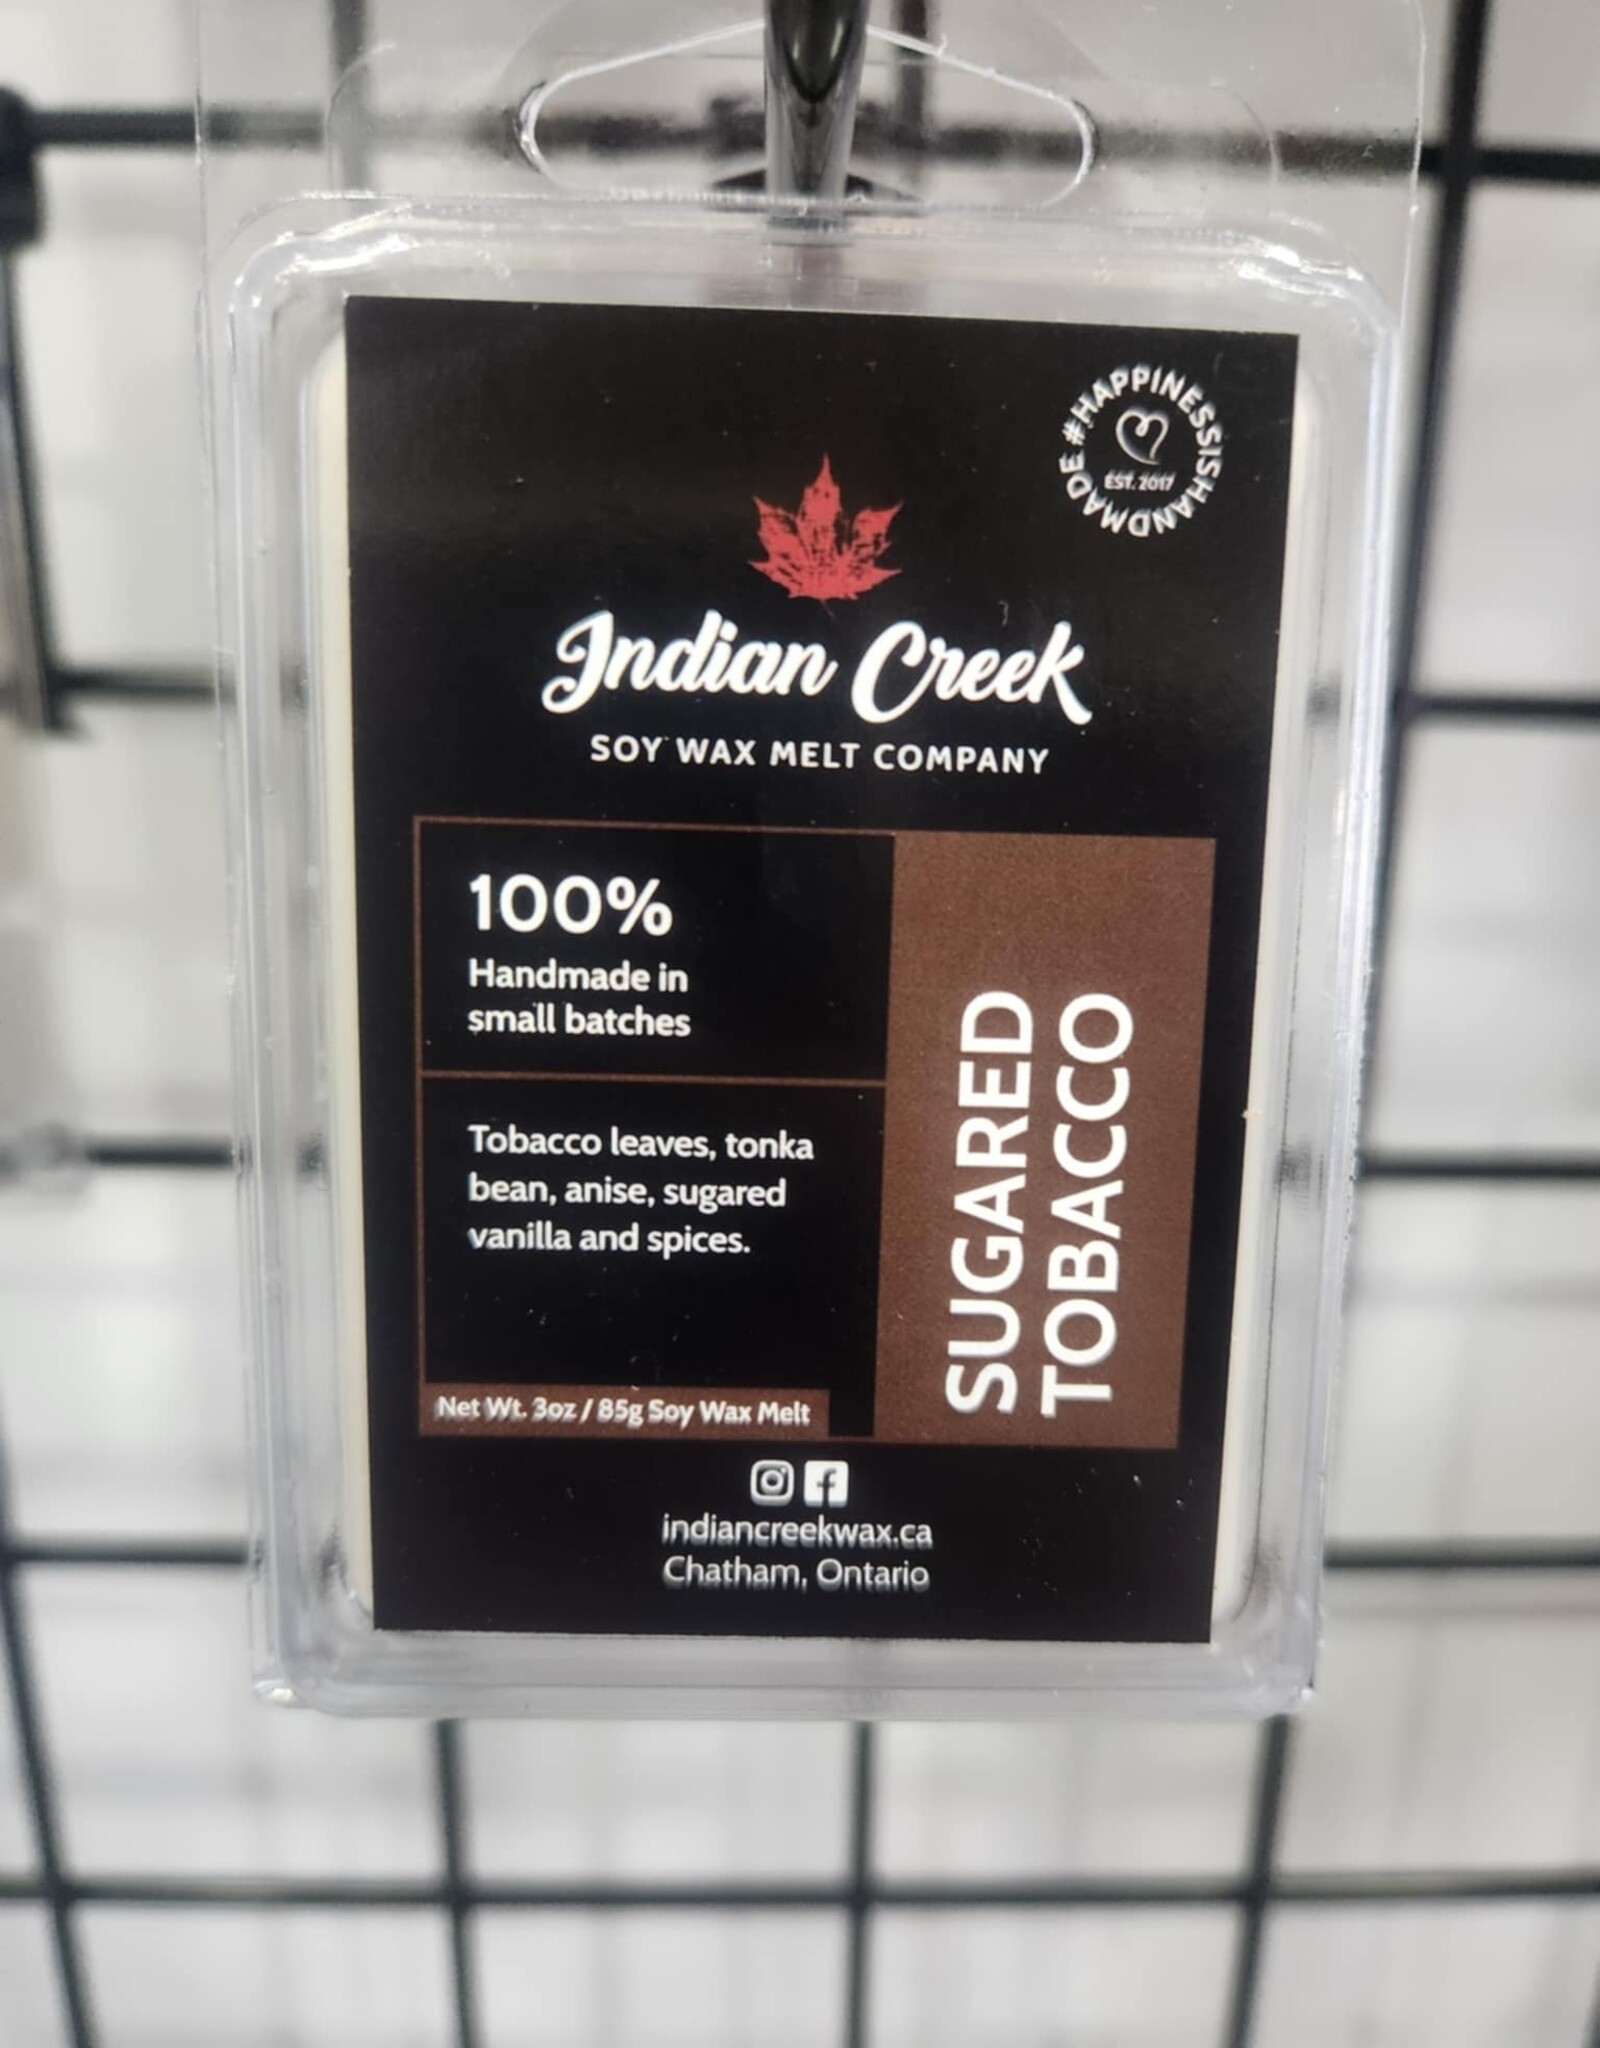 #HAPPINESSISHANDMADE
EST. 2017
Indian Creek
SOY WAX MELT COMPANY
100%
Handmade in
small batches
Tobacco leaves, tonka
bean, anise, sugared
vanilla and spices.
SUGARED
TOBACCO
Net Wt. 3oz / 85g Soy Wax Melt
indiancreekwax.ca
Chatham, Ontario